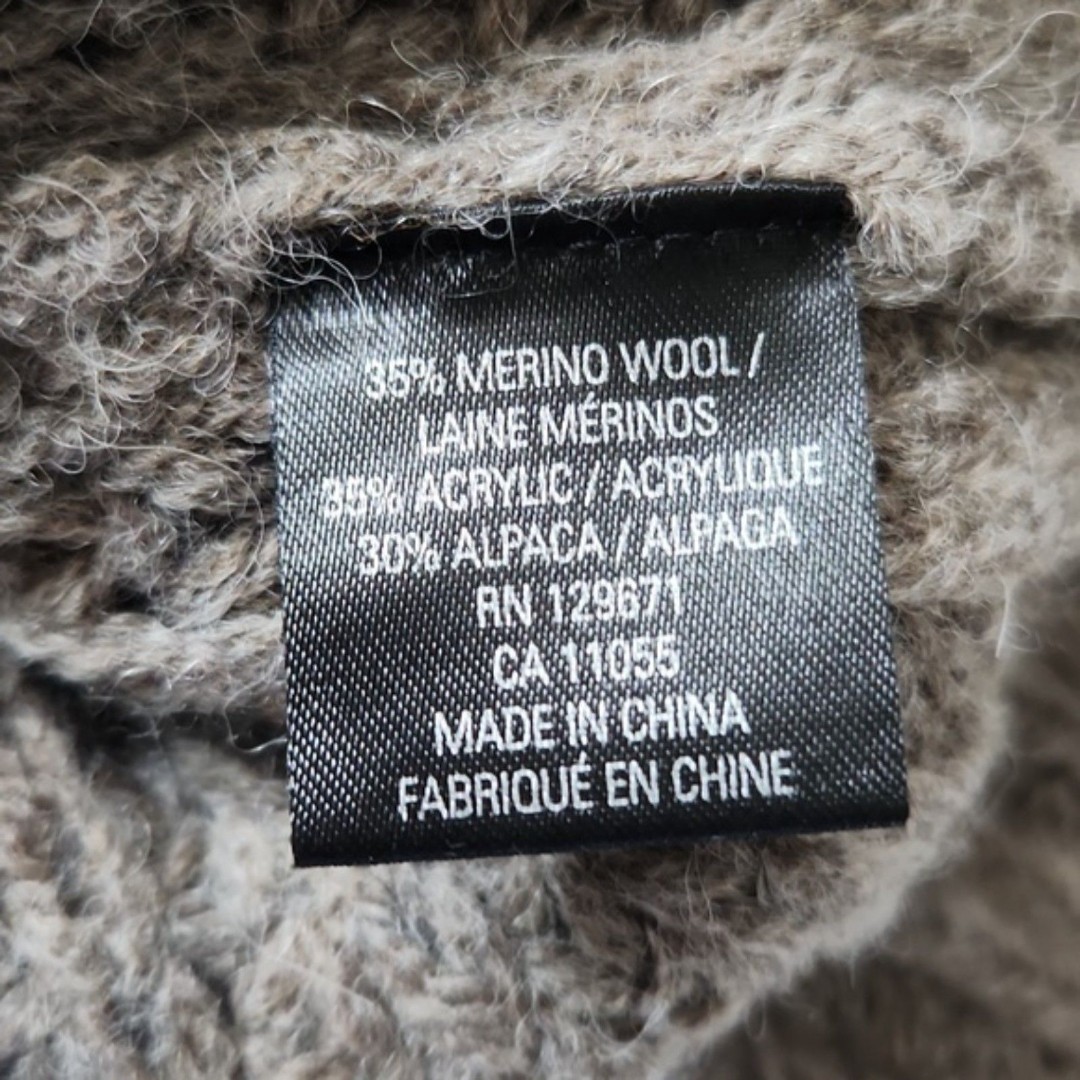 35% MERINO WOOL /
LAINE MÉRINOS
35% ACRYLIC / ACRYLIQUE
30% ALPACA / ALPAGA
RN 129671
CA 11055
MADE IN CHINA
FABRIQUÉ EN CHINE